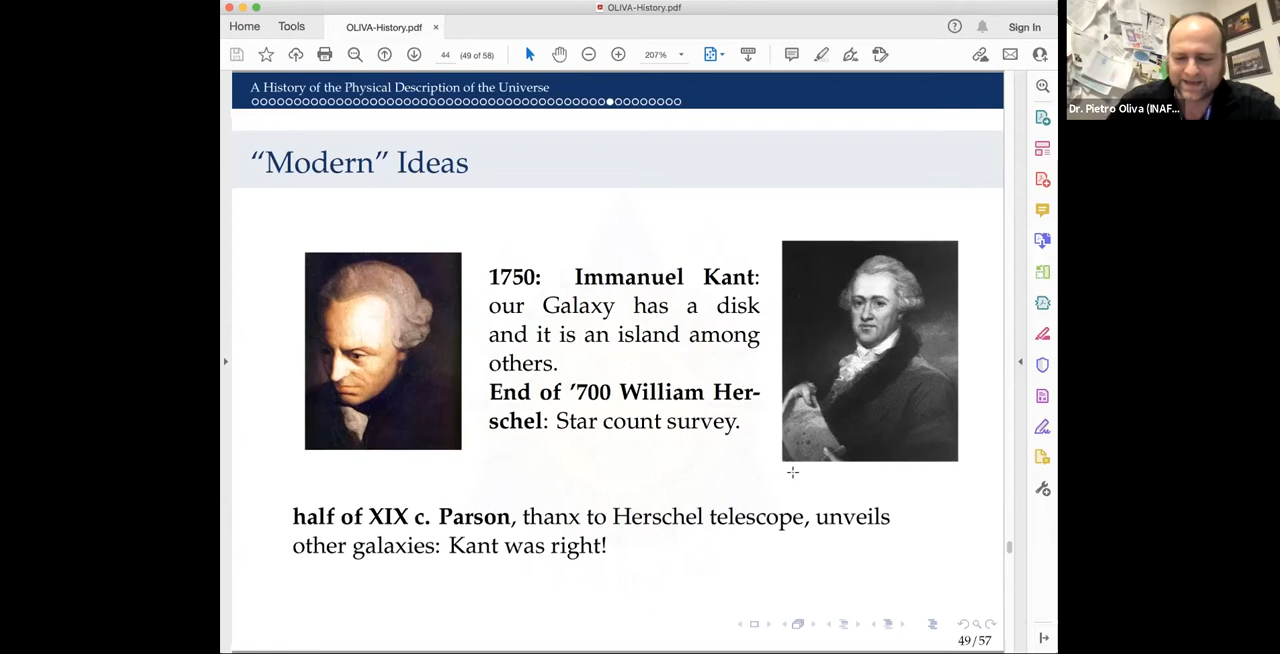 OLIVA-History.pdf
Home Tools OLIVA-History.pdf × Sign In
44 (49 of 58) 207%
A History of the Physical Description of the Universe
“Modern” Ideas
1750: Immanuel Kant:
our Galaxy has a disk
and it is an island among
others.
End of ’700 William Her-
schel: Star count survey.
half of XIX c. Parson, thanx to Herschel telescope, unveils
other galaxies: Kant was right!
49/57
Dr. Pietro Oliva (INAF...